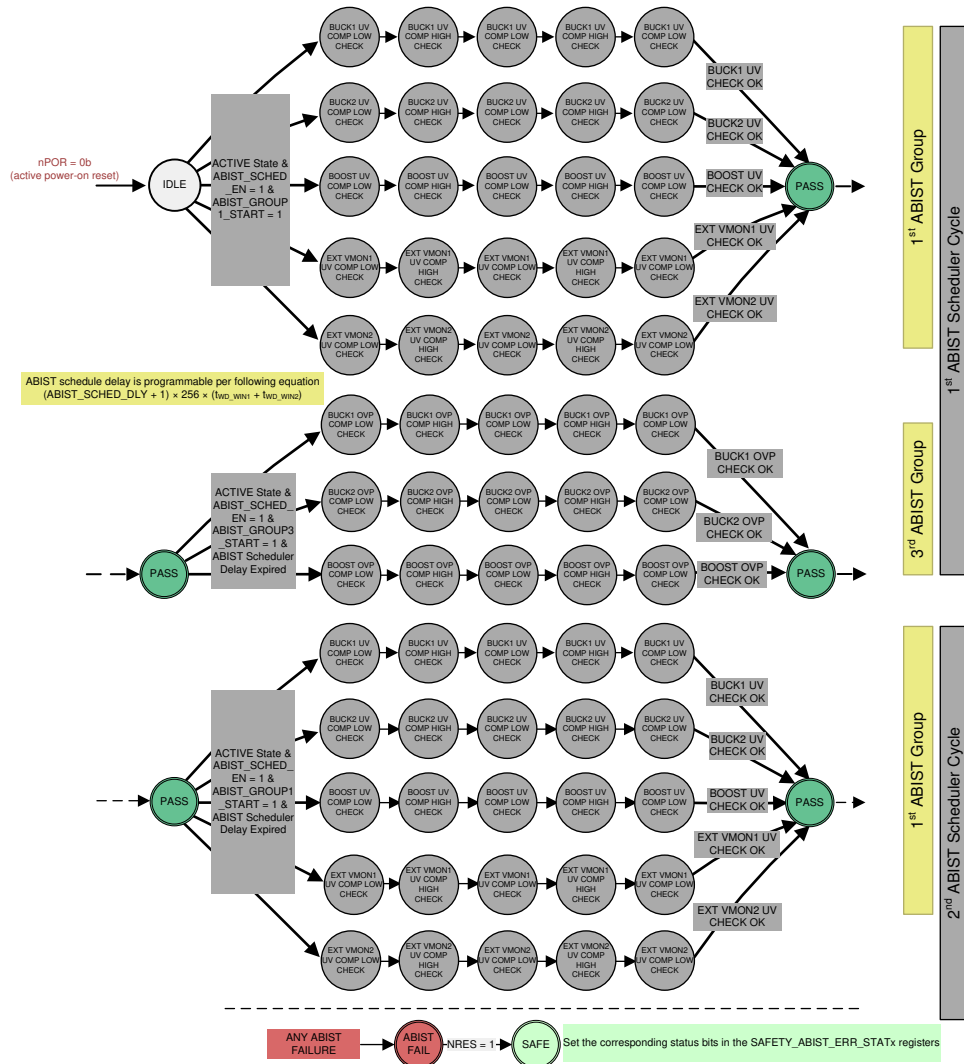 BUCK1 UV
COMP LOW
CHECK
BUCK1 UV
COMP HIGH
CHECK
BUCK1 UV
COMP LOW
CHECK
BUCK1 UV
COMP HIGH
CHECK
BUCK1 UV
COMP LOW
CHECK
BUCK1 UV
CHECK OK
BUCK2 UV
COMP LOW
CHECK
BUCK2 UV
COMP HIGH
CHECK
BUCK2 UV
COMP LOW
CHECK
BUCK2 UV
COMP HIGH
CHECK
BUCK2 UV
COMP LOW
CHECK
BUCK2 UV
CHECK OK
nPOR = 0b
(active power-on reset)
IDLE
ACTIVE State &
ABIST_SCHED
_EN = 1 &
ABIST_GROUP
1_START = 1
BOOST UV
COMP LOW
CHECK
BOOST UV
COMP HIGH
CHECK
BOOST UV
COMP LOW
CHECK
BOOST UV
COMP HIGH
CHECK
BOOST UV
COMP LOW
CHECK
BOOST UV
CHECK OK
PASS
EXT VMON1
UV COMP LOW
CHECK
EXT VMON1
UV COMP
HIGH
CHECK
EXT VMON1
UV COMP LOW
CHECK
EXT VMON1
UV COMP
HIGH
CHECK
EXT VMON1
UV COMP LOW
CHECK
EXT VMON1 UV
CHECK OK
EXT VMON2
UV COMP LOW
CHECK
EXT VMON2
UV COMP
HIGH
CHECK
EXT VMON2
UV COMP LOW
CHECK
EXT VMON2
UV COMP
HIGH
CHECK
EXT VMON2
UV COMP LOW
CHECK
EXT VMON2 UV
CHECK OK
1st ABIST Group
1st ABIST Scheduler Cycle
ABIST schedule delay is programmable per following equation
(ABIST_SCHED_DLY + 1) × 256 × (tWD_WIN1 + tWD_WIN2)
BUCK1 OVP
COMP LOW
CHECK
BUCK1 OVP
COMP HIGH
CHECK
BUCK1 OVP
COMP LOW
CHECK
BUCK1 OVP
COMP HIGH
CHECK
BUCK1 OVP
COMP LOW
CHECK
BUCK1 OVP
CHECK OK
BUCK2 OVP
COMP LOW
CHECK
BUCK2 OVP
COMP HIGH
CHECK
BUCK2 OVP
COMP LOW
CHECK
BUCK2 OVP
COMP HIGH
CHECK
BUCK2 OVP
COMP LOW
CHECK
BUCK2 OVP
CHECK OK
PASS
ACTIVE State &
ABIST_SCHED_
EN = 1 &
ABIST_GROUP3
_START = 1 &
ABIST Scheduler
Delay Expired
BOOST OVP
COMP LOW
CHECK
BOOST OVP
COMP HIGH
CHECK
BOOST OVP
COMP LOW
CHECK
BOOST OVP
COMP HIGH
CHECK
BOOST OVP
COMP LOW
CHECK
BOOST OVP
CHECK OK
PASS
3rd ABIST Group
BUCK1 UV
COMP LOW
CHECK
BUCK1 UV
COMP HIGH
CHECK
BUCK1 UV
COMP LOW
CHECK
BUCK1 UV
COMP HIGH
CHECK
BUCK1 UV
COMP LOW
CHECK
BUCK1 UV
CHECK OK
BUCK2 UV
COMP LOW
CHECK
BUCK2 UV
COMP HIGH
CHECK
BUCK2 UV
COMP LOW
CHECK
BUCK2 UV
COMP HIGH
CHECK
BUCK2 UV
COMP LOW
CHECK
BUCK2 UV
CHECK OK
PASS
ACTIVE State &
ABIST_SCHED_
EN = 1 &
ABIST_GROUP1
_START = 1 &
ABIST Scheduler
Delay Expired
BOOST UV
COMP LOW
CHECK
BOOST UV
COMP HIGH
CHECK
BOOST UV
COMP LOW
CHECK
BOOST UV
COMP HIGH
CHECK
BOOST UV
COMP LOW
CHECK
BOOST UV
CHECK OK
PASS
EXT VMON1
UV COMP LOW
CHECK
EXT VMON1
UV COMP
HIGH
CHECK
EXT VMON1
UV COMP LOW
CHECK
EXT VMON1
UV COMP
HIGH
CHECK
EXT VMON1
UV COMP LOW
CHECK
EXT VMON1 UV
CHECK OK
EXT VMON2
UV COMP LOW
CHECK
EXT VMON2
UV COMP
HIGH
CHECK
EXT VMON2
UV COMP LOW
CHECK
EXT VMON2
UV COMP
HIGH
CHECK
EXT VMON2
UV COMP LOW
CHECK
EXT VMON2 UV
CHECK OK
1st ABIST Group
2nd ABIST Scheduler Cycle
ANY ABIST
FAILURE
ABIST
FAIL
NRES = 1
SAFE
Set the corresponding status bits in the SAFETY_ABIST_ERR_STATx registers